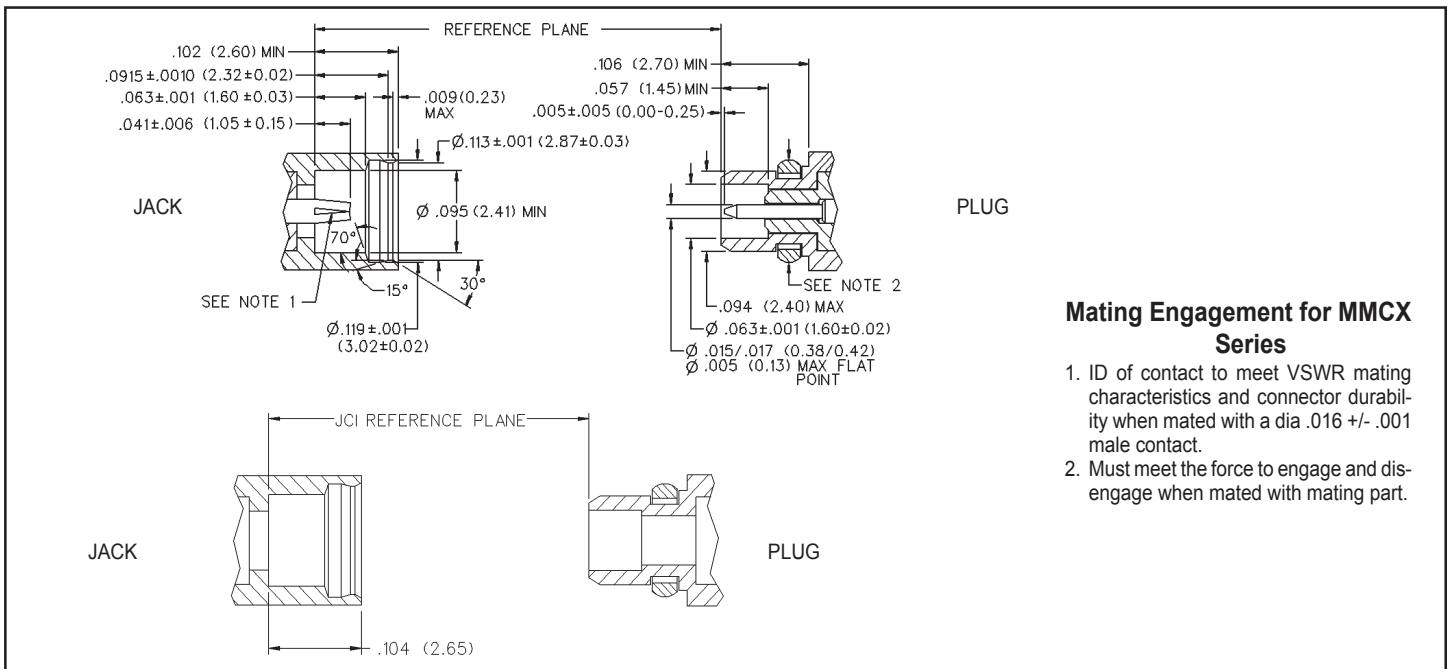 REFERENCE PLANE
.102 (2.60) MIN
.0915±.0010 (2.32±0.02)
.063±.001 (1.60±0.03)
.041±.006 (1.05±0.15)
.009(0.23)
MAX
Ø.113±.001 (2.87±0.03)
.106 (2.70) MIN
.057 (1.45)MIN
.005±.005 (0.00-0.25)
JACK
Ø .095 (2.41) MIN
70°
15°
30°
SEE NOTE 1
Ø.119±.001
(3.02±0.02)
PLUG
SEE NOTE 2
.094 (2.40) MAX
Ø .063±.001 (1.60±0.02)
Ø .015/.017 (0.38/0.42)
Ø .005 (0.13) MAX FLAT
POINT
Mating Engagement for MMCX
Series
1. ID of contact to meet VSWR mating
characteristics and connector durabil-
ity when mated with a dia .016 +/- .001
male contact.
2. Must meet the force to engage and dis-
engage when mated with mating part.
JCI REFERENCE PLANE
JACK
PLUG
.104 (2.65)